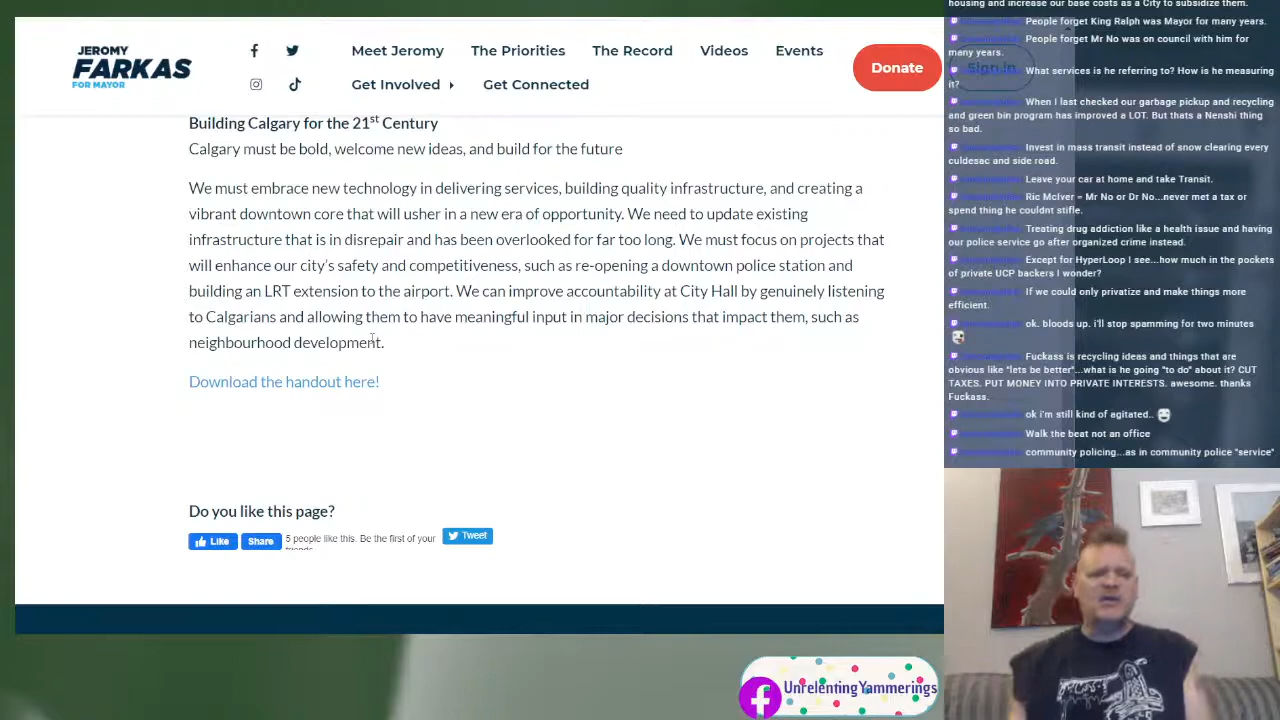 JEROMY
FARKAS
FOR MAYOR
Meet Jeromy
The Priorities
The Record
Videos
Events
Get Involved
Get Connected
Donate
Sign in
Building Calgary for the 21st Century
Calgary must be bold, welcome new ideas, and build for the future
We must embrace new technology in delivering services, building quality infrastructure, and creating a
vibrant downtown core that will usher in a new era of opportunity. We need to update existing
infrastructure that is in disrepair and has been overlooked for far too long. We must focus on projects that
will enhance our city's safety and competitiveness, such as re-opening a downtown police station and
building an LRT extension to the airport. We can improve accountability at City Hall by genuinely listening
to Calgarians and allowing them to have meaningful input in major decisions that impact them, such as
neighbourhood development.
Download the handout here!
Do you like this page?
Like
Share
5 people like this. Be the first of your
friends.
Tweet
housing and increase our base costs as a City to subsidize them.
People forget King Ralph was Mayor for many years.
People forget Mr No was on council with him for
many years.
What services is he referring to? How is he measuring
it?
When I last checked our garbage pickup and recycling
and green bin program has improved a LOT. But thats a Nenshi thing
so bad.
Invest in mass transit instead of snow clearing every
culdesac and side road.
Leave your car at home and take Transit.
Ric McIver = Mr No or Dr No...never met a tax or
spend thing he couldnt stifle.
Treating drug addiction like a health issue and having
our police service go after organized crime instead.
Except for HyperLoop I see...how much in the pockets
of private UCP backers I wonder?
If we could only privatize and make things more
efficient.
ok. bloods up. i'll stop spamming for two minutes
Fuckass is recycling ideas and things that are
obvious like "lets be better"...what is he going "to do" about it? CUT
TAXES. PUT MONEY INTO PRIVATE INTERESTS. awesome. thanks
Fuckass.
ok i'm still kind of agitated..
Walk the beat not an office
community policing...as in community police "service"
UnrelentingYammerings